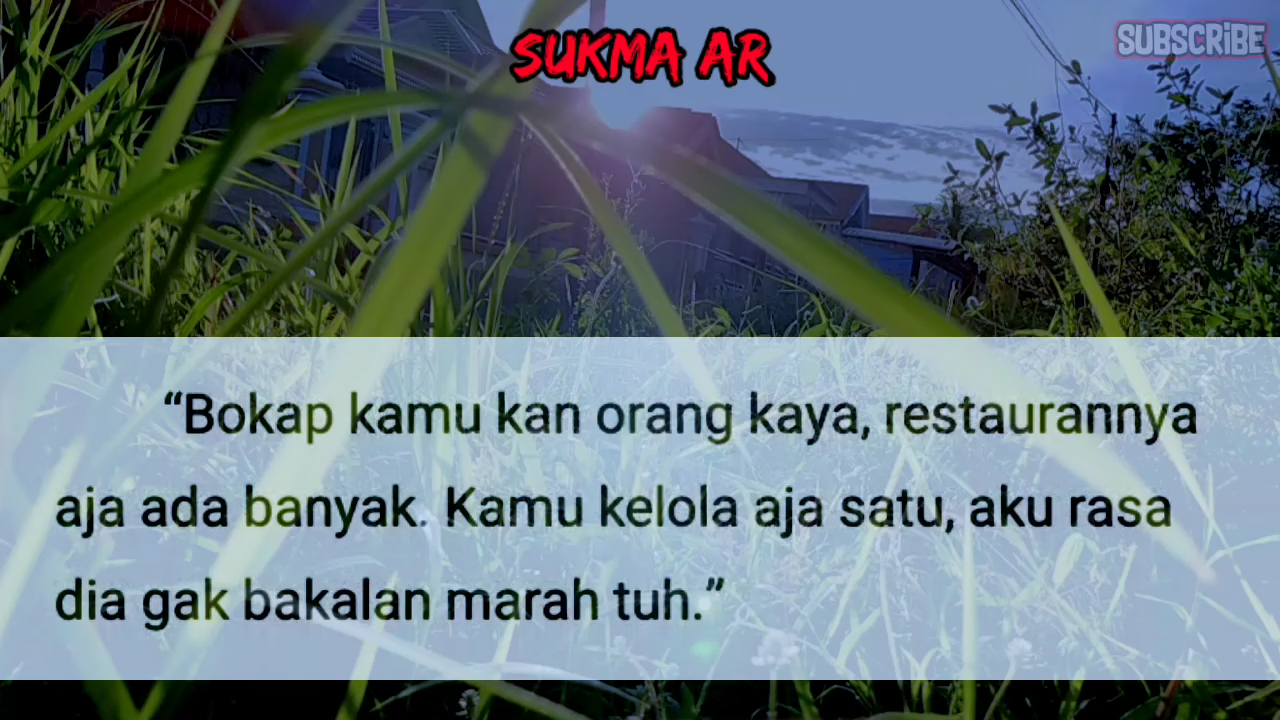 SUKMA AR
SUBSCRIBE
“Bokap kamu kan orang kaya, restaurannya
aja ada banyak. Kamu kelola aja satu, aku rasa
dia gak bakalan marah tuh.”